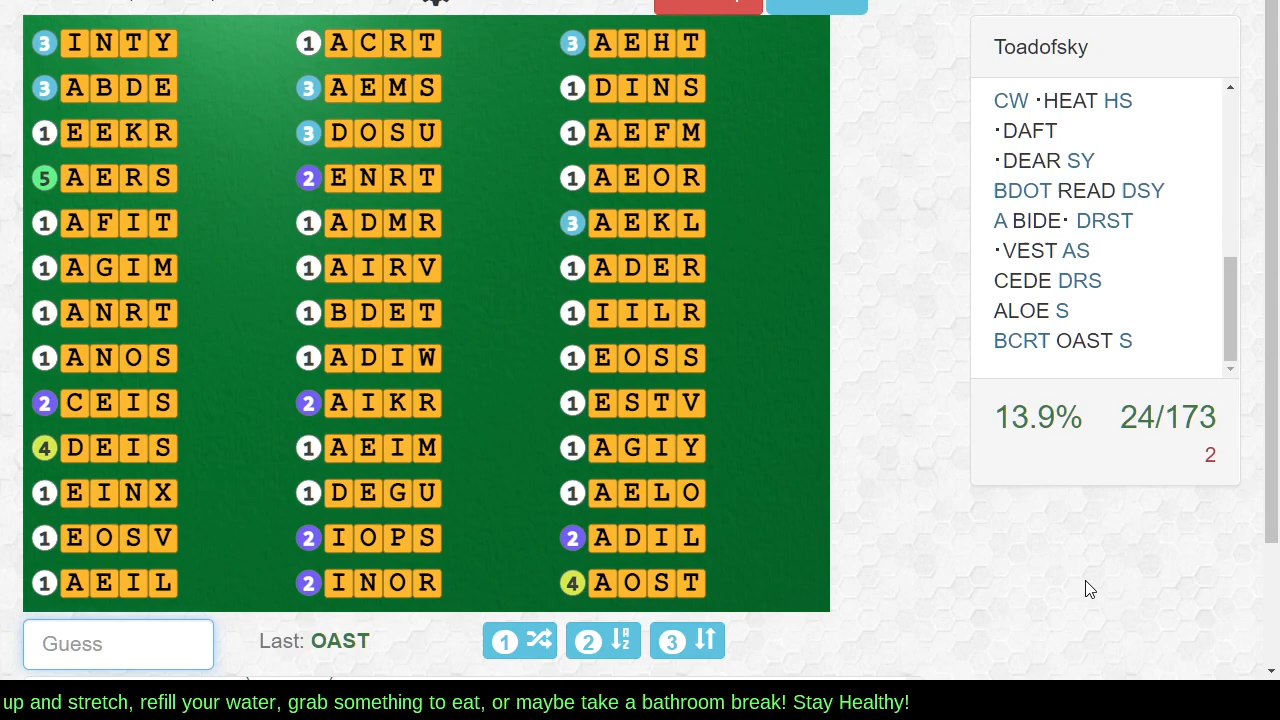 3 I N T Y 1 A C R T 3 A E H T
3 A B D E 3 A E M S 1 D I N S
1 E E K R 3 D O S U 1 A E F M
5 A E R S 2 E N R T 1 A E O R
1 A F I T 1 A D M R 3 A E K L
1 A G I M 1 A I R V 1 A D E R
1 A N R T 1 B D E T 1 I I L R
1 A N O S 1 A D I W 1 E O S S
2 C E I S 2 A I K R 1 E S T V
4 D E I S 1 A E I M 1 A G I Y
1 E I N X 1 D E G U 1 A E L O
1 E O S V 2 I O P S 2 A D I L
1 A E I L 2 I N O R 4 A O S T
Guess
Last: OAST
1 2 3
Toadofsky
CW ·HEAT HS
·DAFT
·DEAR SY
BDOT READ DSY
A BIDE· DRST
·VEST AS
CEDE DRS
ALOE S
BCRT OAST S
13.9% 24/173
2
up and stretch, refill your water, grab something to eat, or maybe take a bathroom break! Stay Healthy!